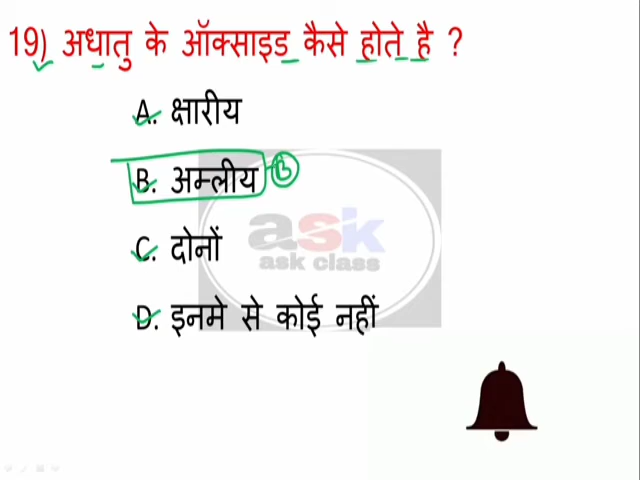 19) अधातु के ऑक्साइड कैसे होते है ?
A. क्षारीय
B. अम्लीय B
C. दोनों
D. इनमे से कोई नहीं
ask
ask class